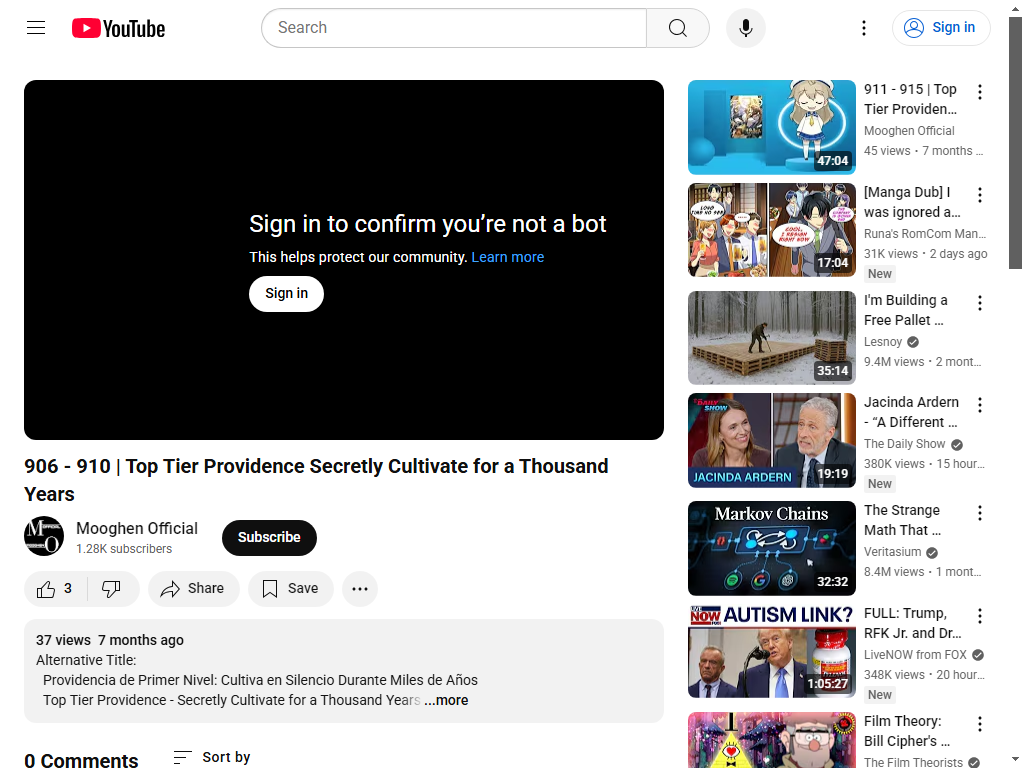 YouTube
Search
Sign in
Sign in to confirm you’re not a bot
This helps protect our community. Learn more
Sign in
906 - 910 | Top Tier Providence Secretly Cultivate for a Thousand
Years
Mooghen Official
1.28K subscribers
Subscribe
3
Share
Save
37 views 7 months ago
Alternative Title:
Providencia de Primer Nivel: Cultiva en Silencio Durante Miles de Años
Top Tier Providence - Secretly Cultivate for a Thousand Years ...more
0 Comments
Sort by
47:04
911 - 915 | Top
Tier Providen...
Mooghen Official
45 views • 7 months ...
LONG TIME NO SEE
COOL, I RESIGN RIGHT NOW
17:04
[Manga Dub] I
was ignored a...
Runa's RomCom Man...
31K views • 2 days ago
New
35:14
I'm Building a
Free Pallet ...
Lesnoy
9.4M views • 2 mont...
THE DAILY SHOW
JACINDA ARDERN
19:19
Jacinda Ardern
- “A Different ...
The Daily Show
380K views • 15 hour...
New
Markov Chains
32:32
The Strange
Math That ...
Veritasium
8.4M views • 1 mont...
LIVE NOW FOX
AUTISM LINK?
1:05:27
FULL: Trump,
RFK Jr. and Dr...
LiveNOW from FOX
348K views • 20 hour...
New
Film Theory:
Bill Cipher's ...
The Film Theorists